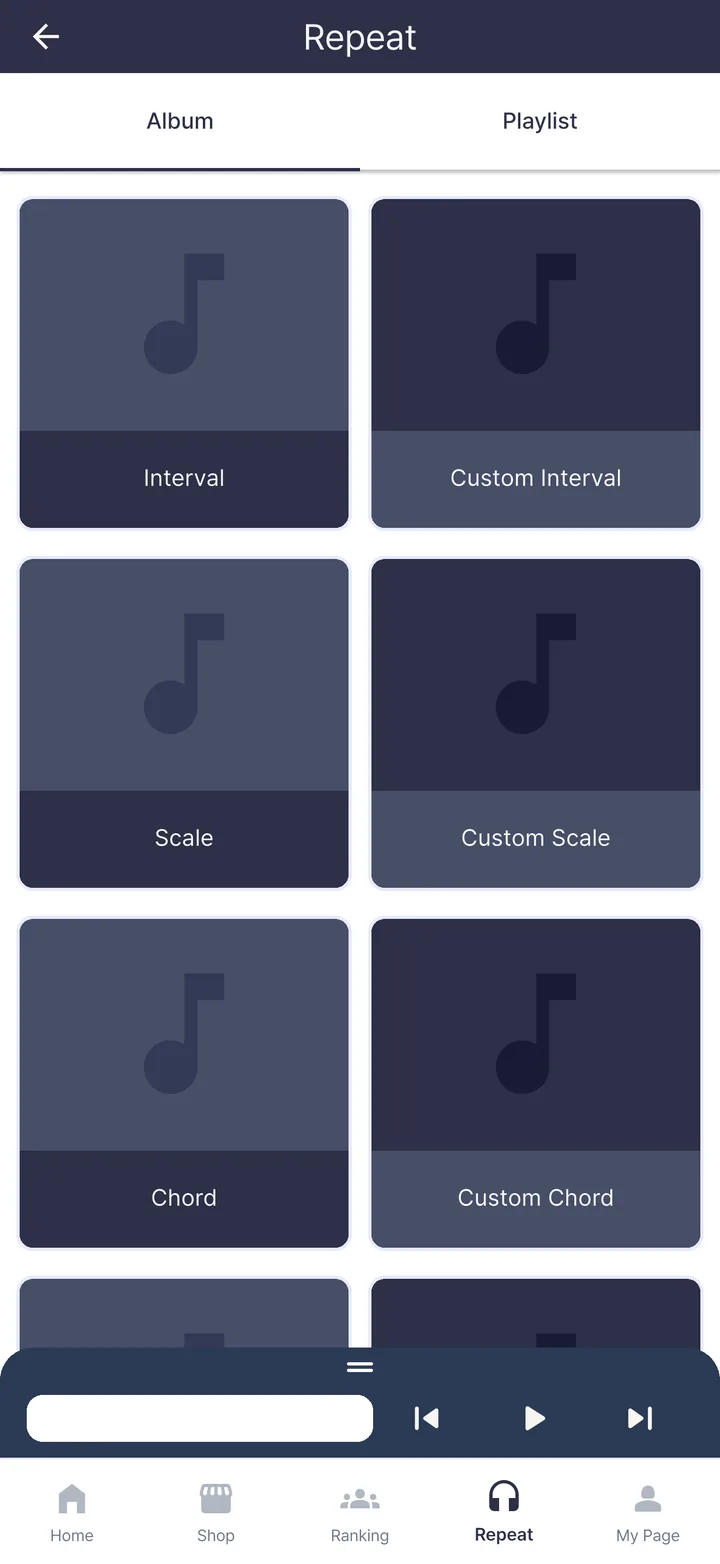 Repeat
Album
Playlist
Interval
Custom Interval
Scale
Custom Scale
Chord
Custom Chord
Home
Shop
Ranking
Repeat
My Page